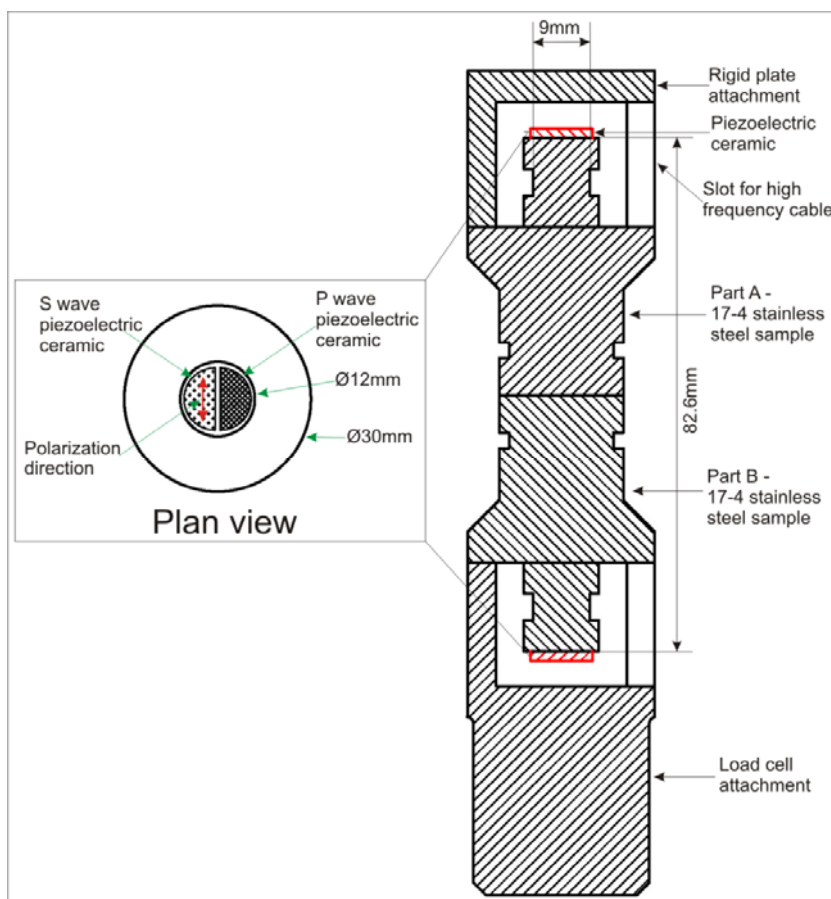 9mm
Rigid plate
attachment
Piezoelectric
ceramic
Slot for high
frequency cable
S wave
piezoelectric
ceramic
P wave
piezoelectric
ceramic
Ø12mm
Ø30mm
Polarization
direction
Plan view
Part A -
17-4 stainless
steel sample
82.6mm
Part B -
17-4 stainless
steel sample
Load cell
attachment